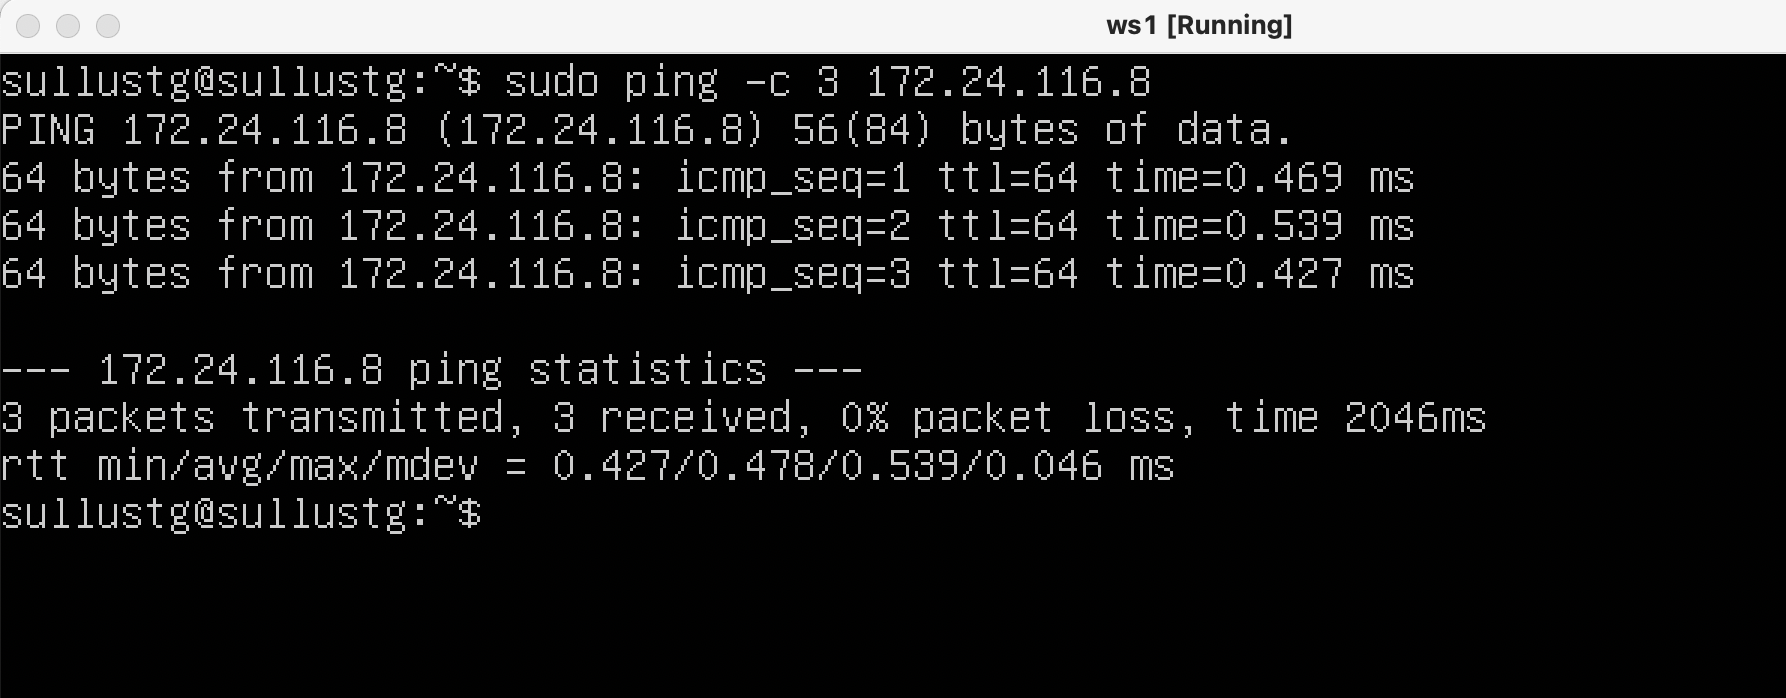 ws1 [Running]
sullustg@sullustg:~$ sudo ping -c 3 172.24.116.8
PING 172.24.116.8 (172.24.116.8) 56(84) bytes of data.
64 bytes from 172.24.116.8: icmp_seq=1 ttl=64 time=0.469 ms
64 bytes from 172.24.116.8: icmp_seq=2 ttl=64 time=0.539 ms
64 bytes from 172.24.116.8: icmp_seq=3 ttl=64 time=0.427 ms
--- 172.24.116.8 ping statistics ---
3 packets transmitted, 3 received, 0% packet loss, time 2046ms
rtt min/avg/max/mdev = 0.427/0.478/0.539/0.046 ms
sullustg@sullustg:~$